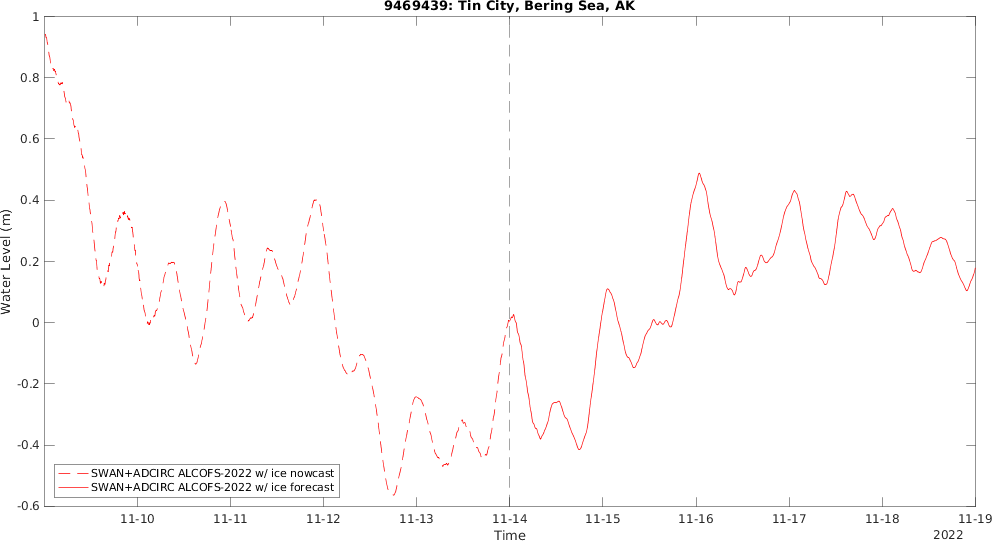 9469439: Tin City, Bering Sea, AK
Water Level (m)
1
0.8
0.6
0.4
0.2
0
-0.2
-0.4
-0.6
SWAN+ADCIRC ALCOFS-2022 w/ ice nowcast
SWAN+ADCIRC ALCOFS-2022 w/ ice forecast
11-10 11-11 11-12 11-13 11-14 11-15 11-16 11-17 11-18 11-19
Time 2022